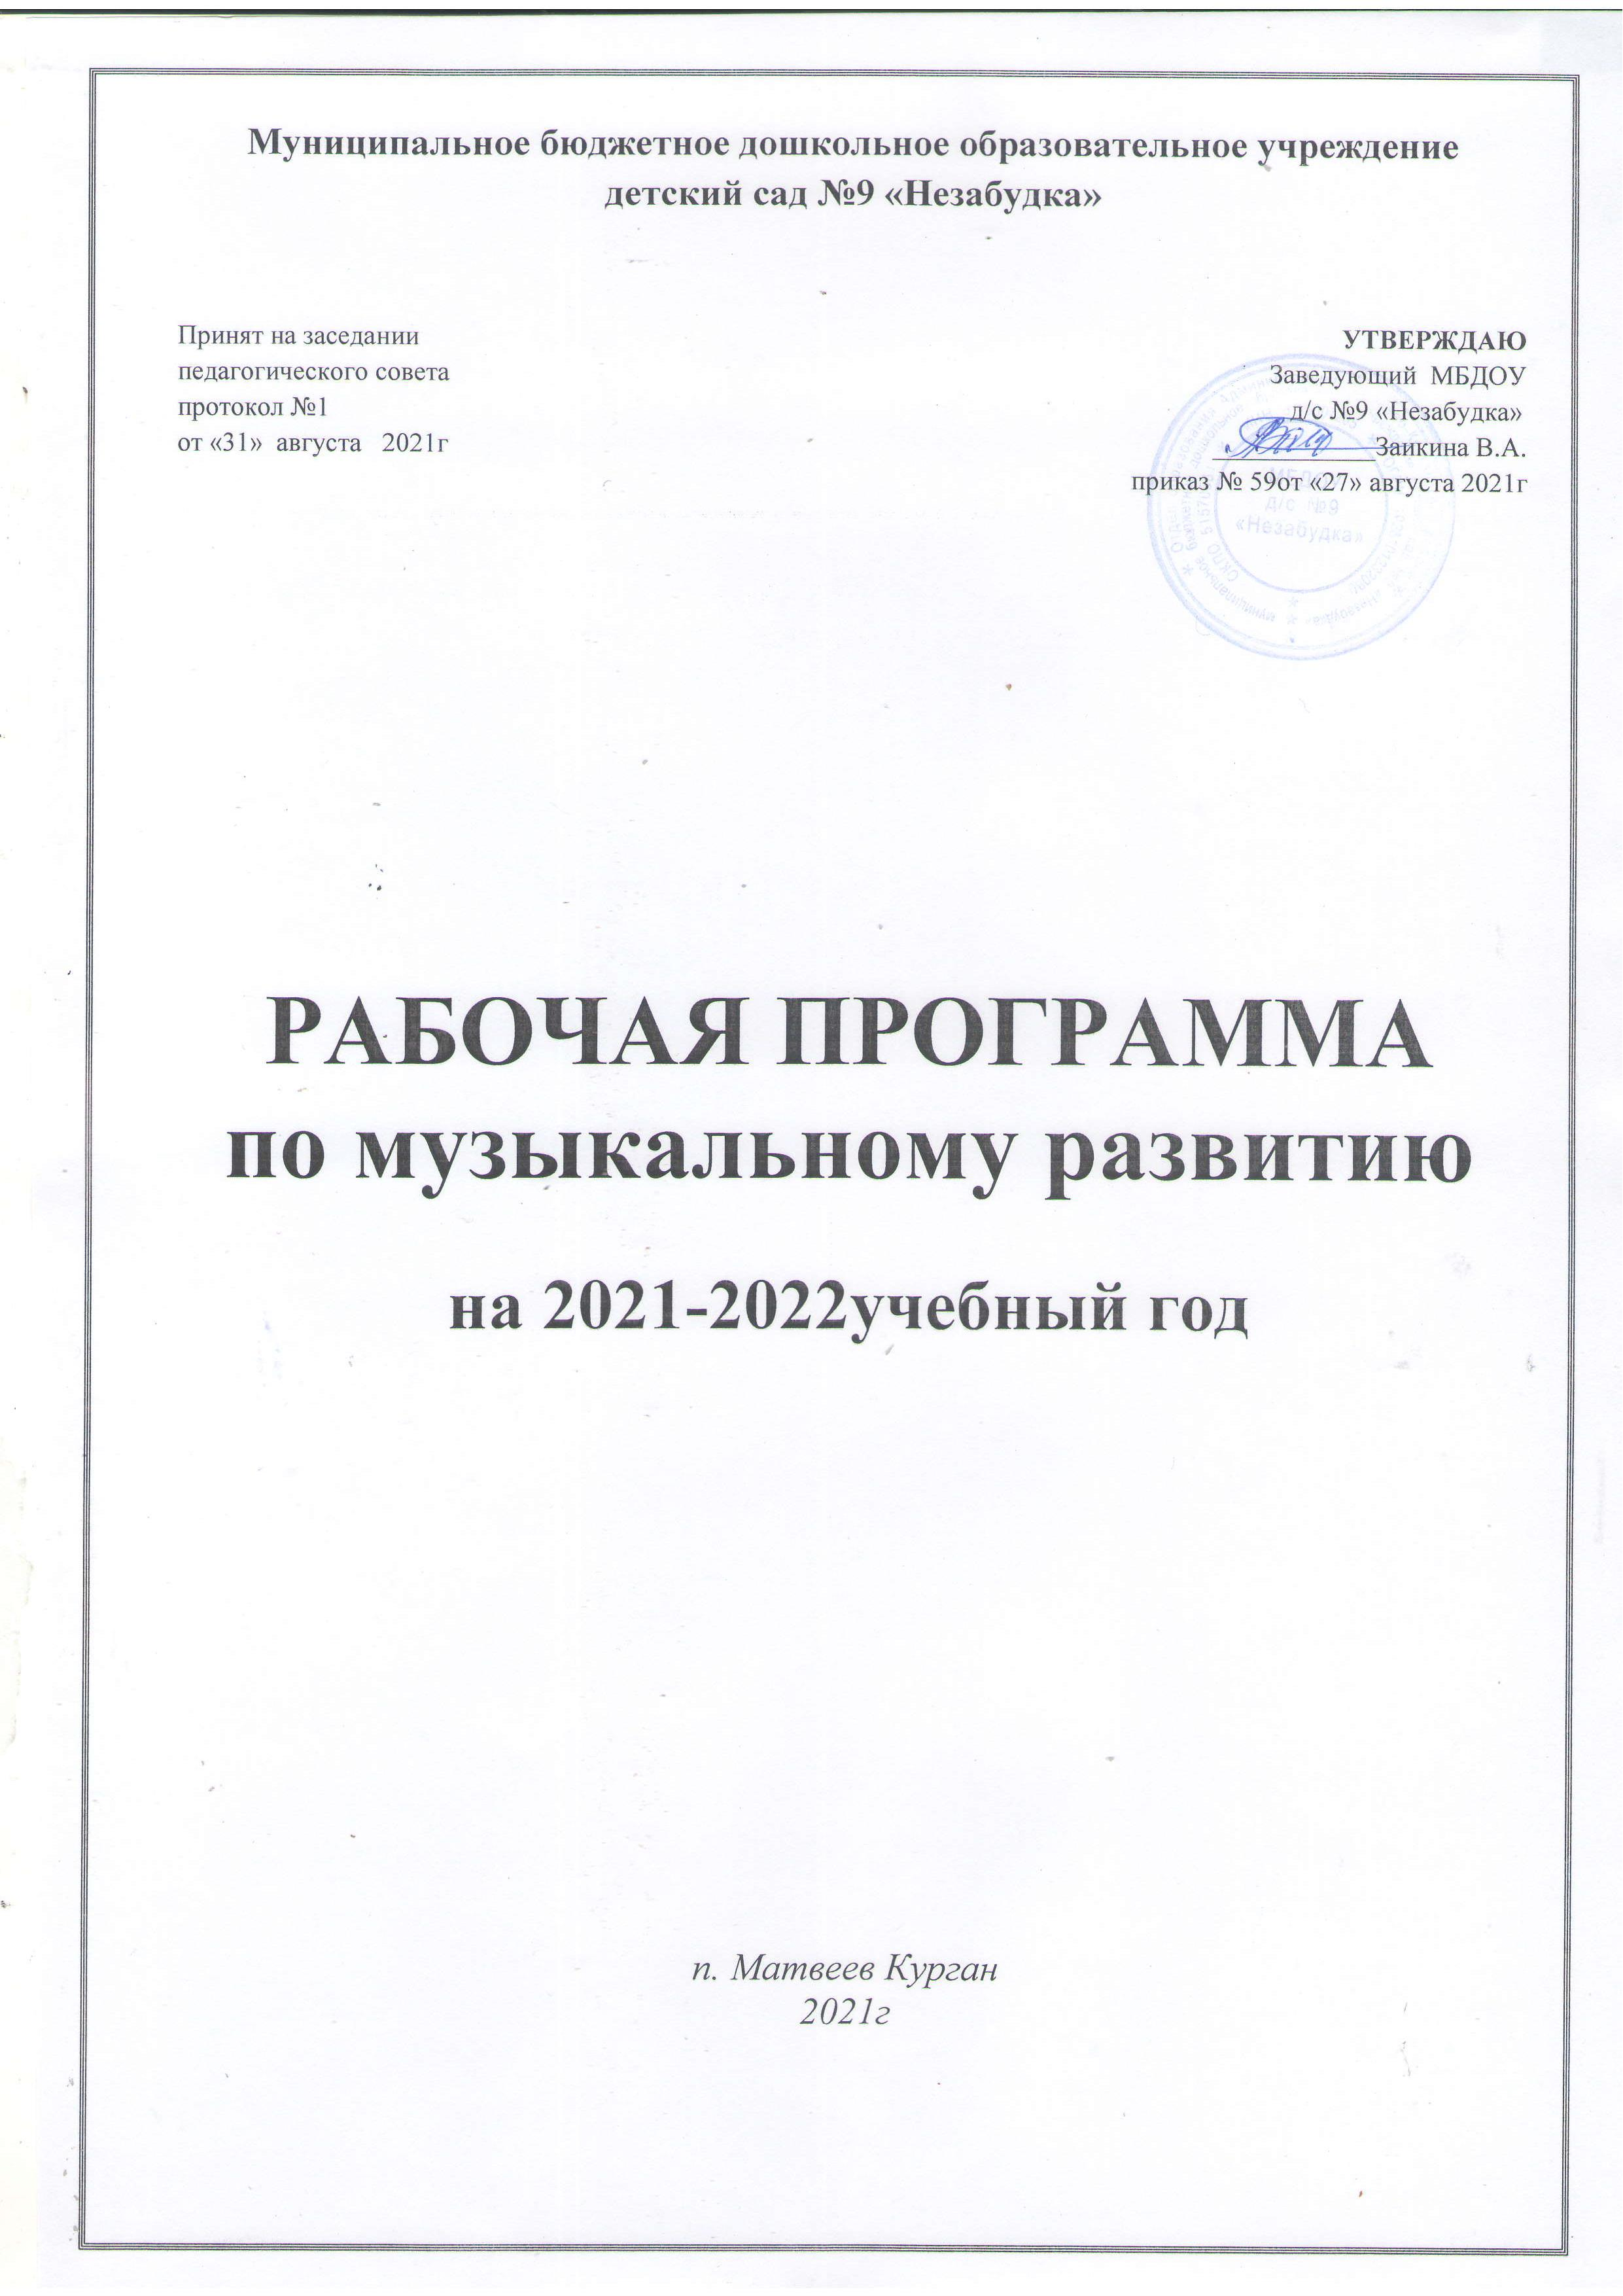 Муниципальное бюджетное дошкольное образовательное учреждение
детский сад №9 «Незабудка»
Принят на заседании
педагогического совета
протокол №1
от «31» августа 2021г
УТВЕРЖДАЮ
Заведующий МБДОУ
д/с №9 «Незабудка»
Заикина В.А.
приказ № 59от «27» августа 2021г
д/с №9
«Незабудка»
РАБОЧАЯ ПРОГРАММА
по музыкальному развитию
на 2021-2022учебный год
п. Матвеев Курган
2021г